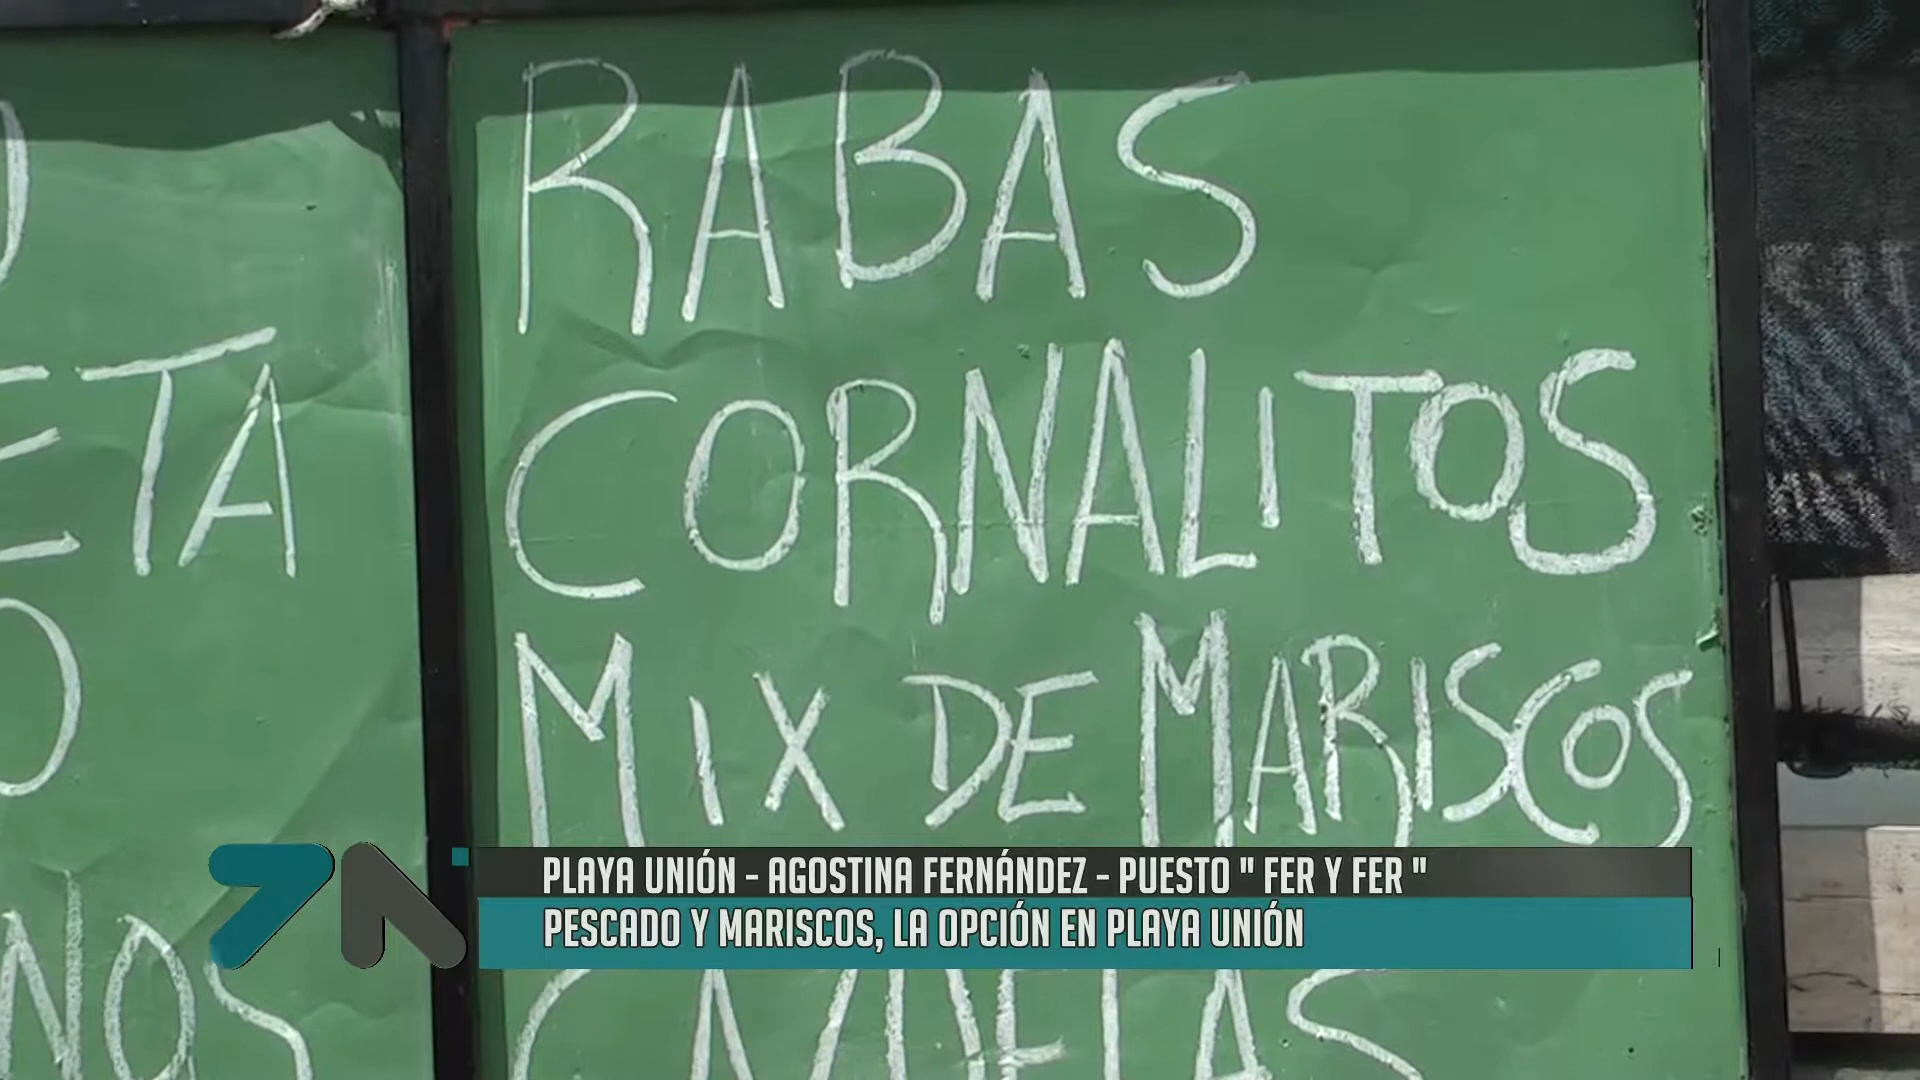 RABAS
CORNALITOS
MIX DE MARISCOS
PLAYA UNIÓN - AGOSTINA FERNÁNDEZ - PUESTO " FER Y FER "
PESCADO Y MARISCOS, LA OPCIÓN EN PLAYA UNIÓN
CAZUELAS